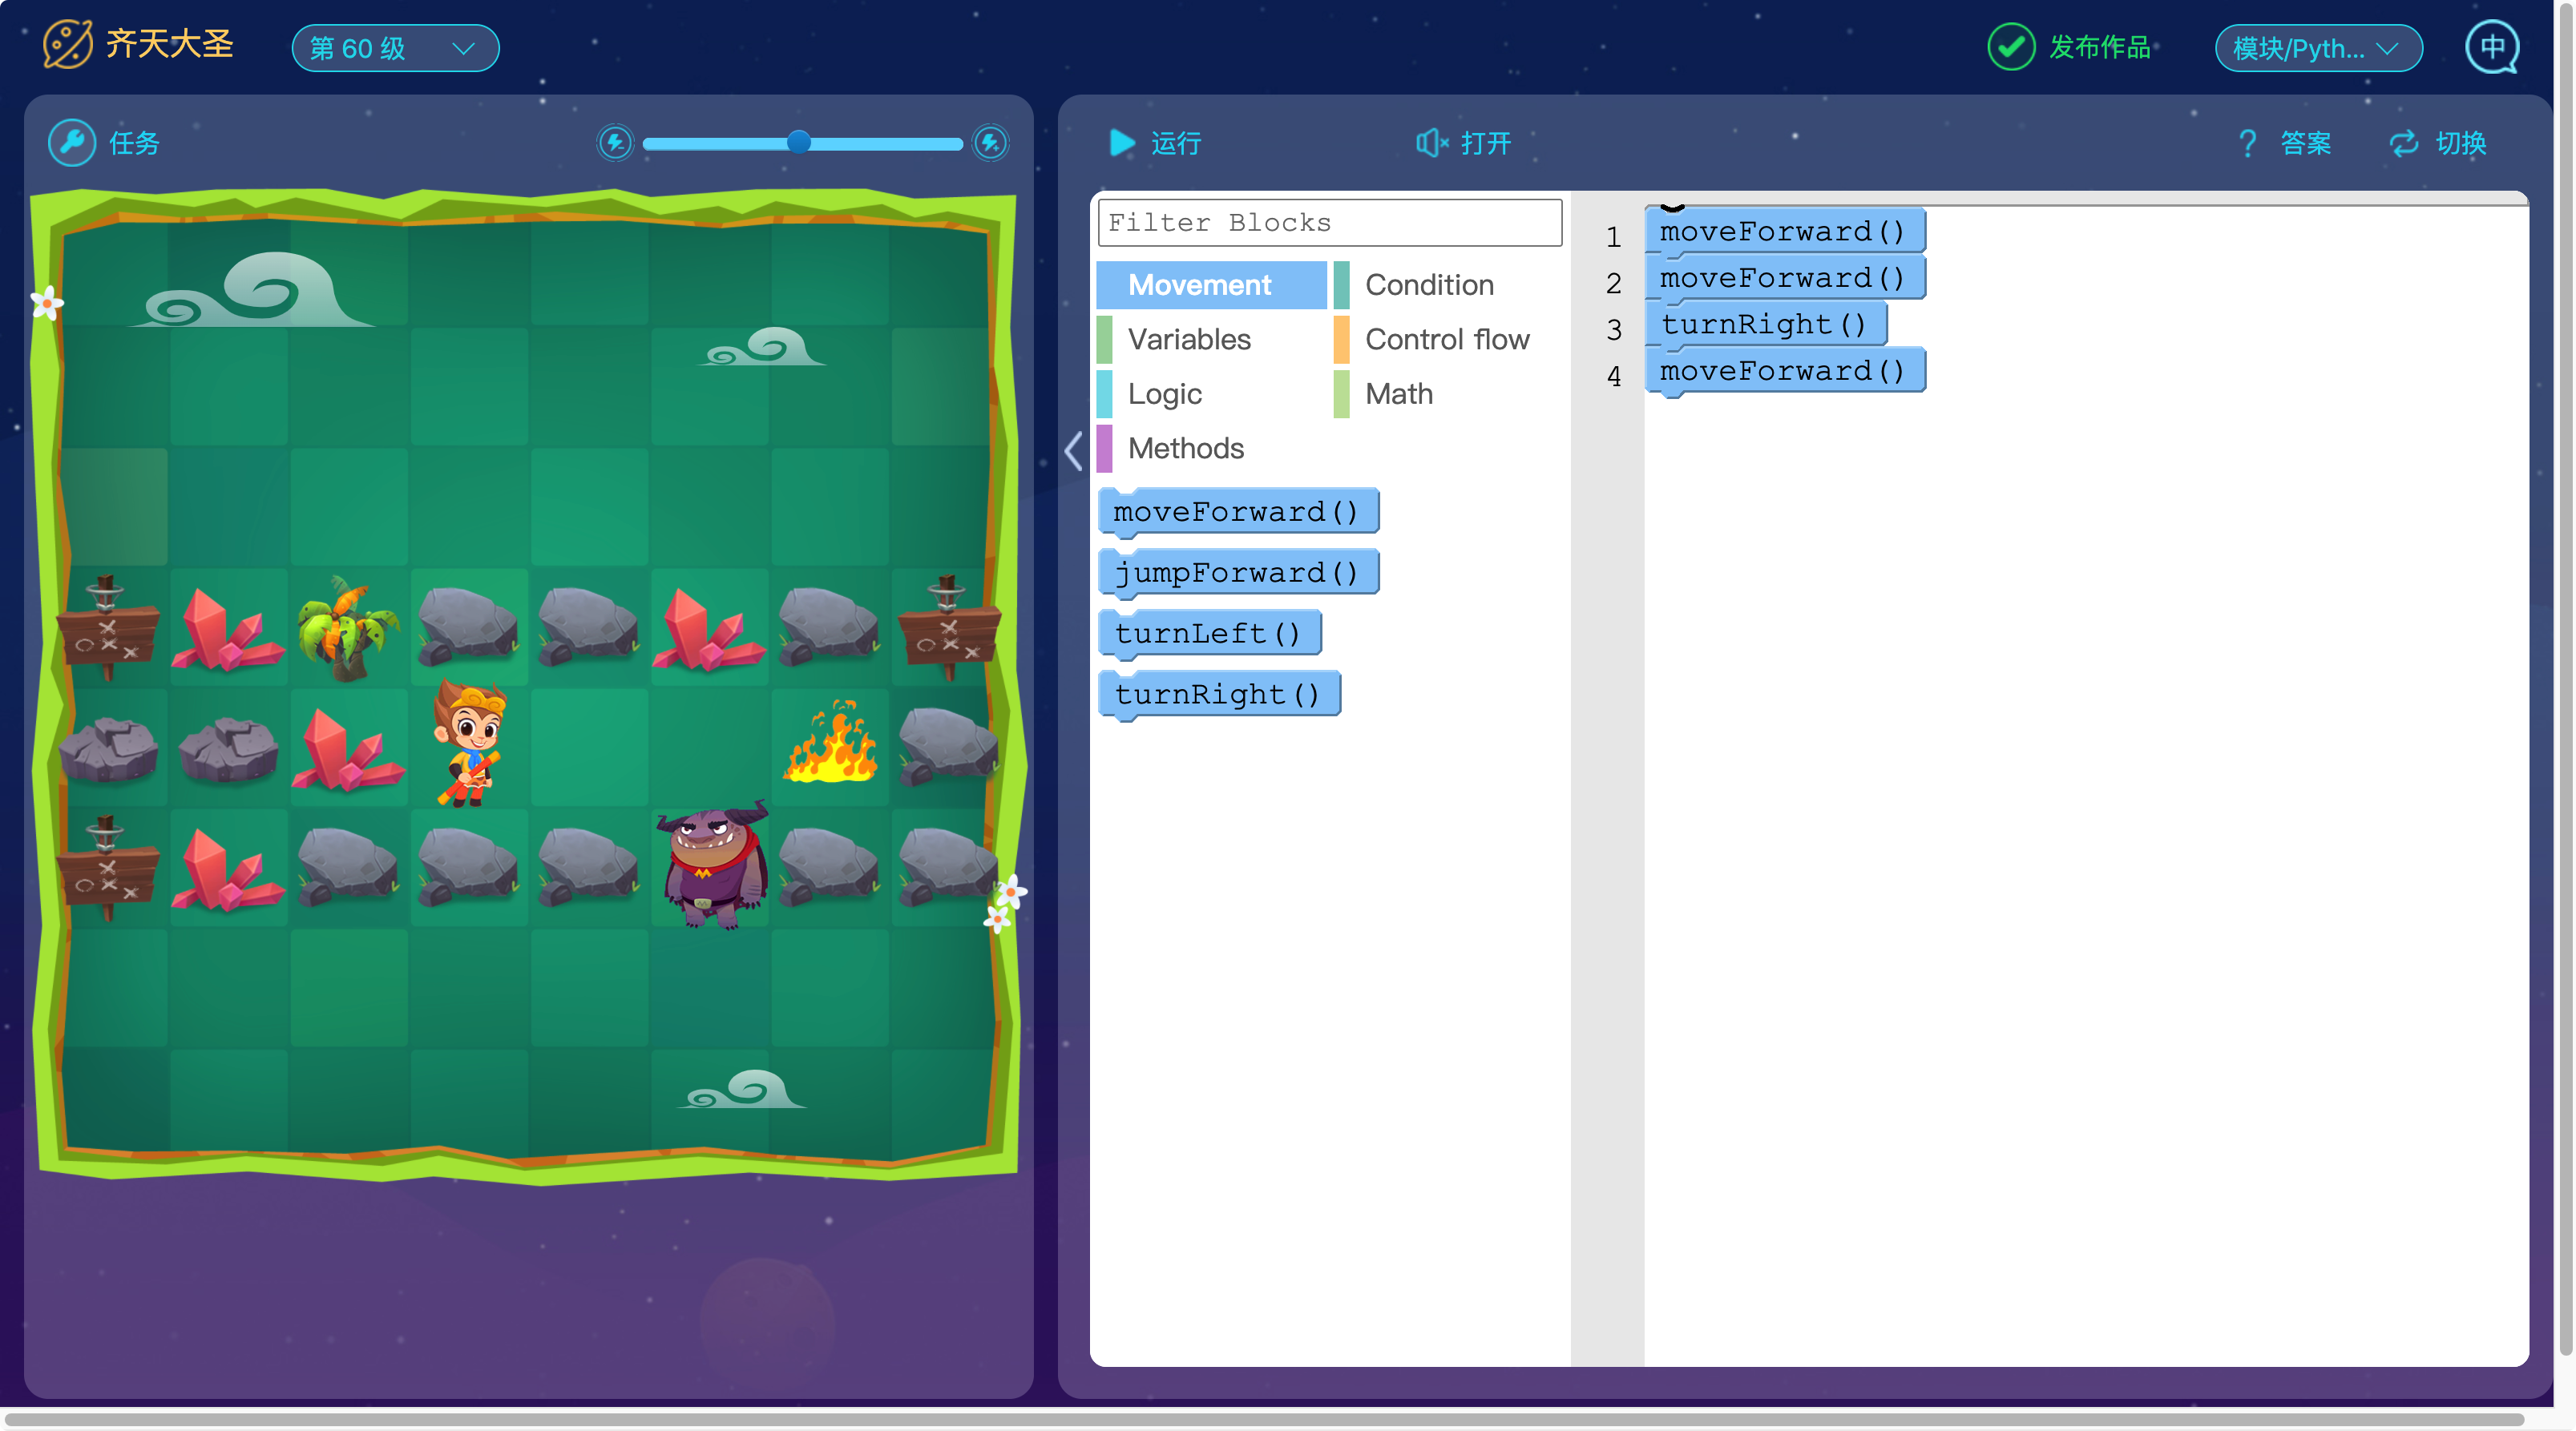 齐天大圣
第 60 级
发布作品
模块/Pyth...
中
任务
运行
打开
?
答案
切换
Filter Blocks
Movement
Condition
Variables
Control flow
Logic
Math
Methods
moveForward()
jumpForward()
turnLeft()
turnRight()
1 moveForward()
2 moveForward()
3 turnRight()
4 moveForward()